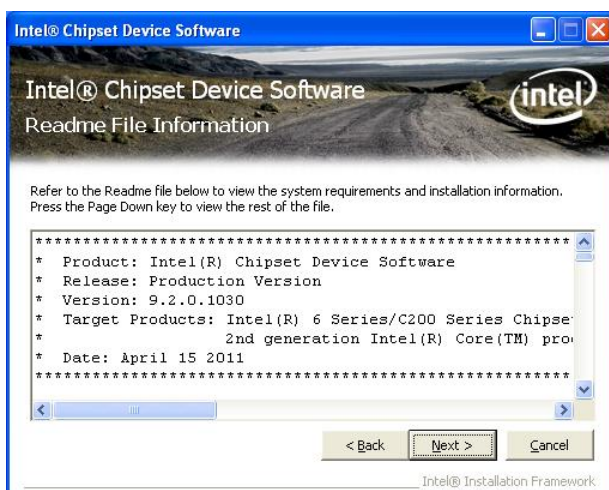 Intel® Chipset Device Software
Intel® Chipset Device Software
intel
Readme File Information
Refer to the Readme file below to view the system requirements and installation information.
Press the Page Down key to view the rest of the file.
************************************************************
* Product: Intel(R) Chipset Device Software
* Release: Production Version
* Version: 9.2.0.1030
* Target Products: Intel(R) 6 Series/C200 Series Chipse
* 2nd generation Intel(R) Core(TM) pro
* Date: April 15 2011
************************************************************
< Back Next > Cancel
Intel® Installation Framework